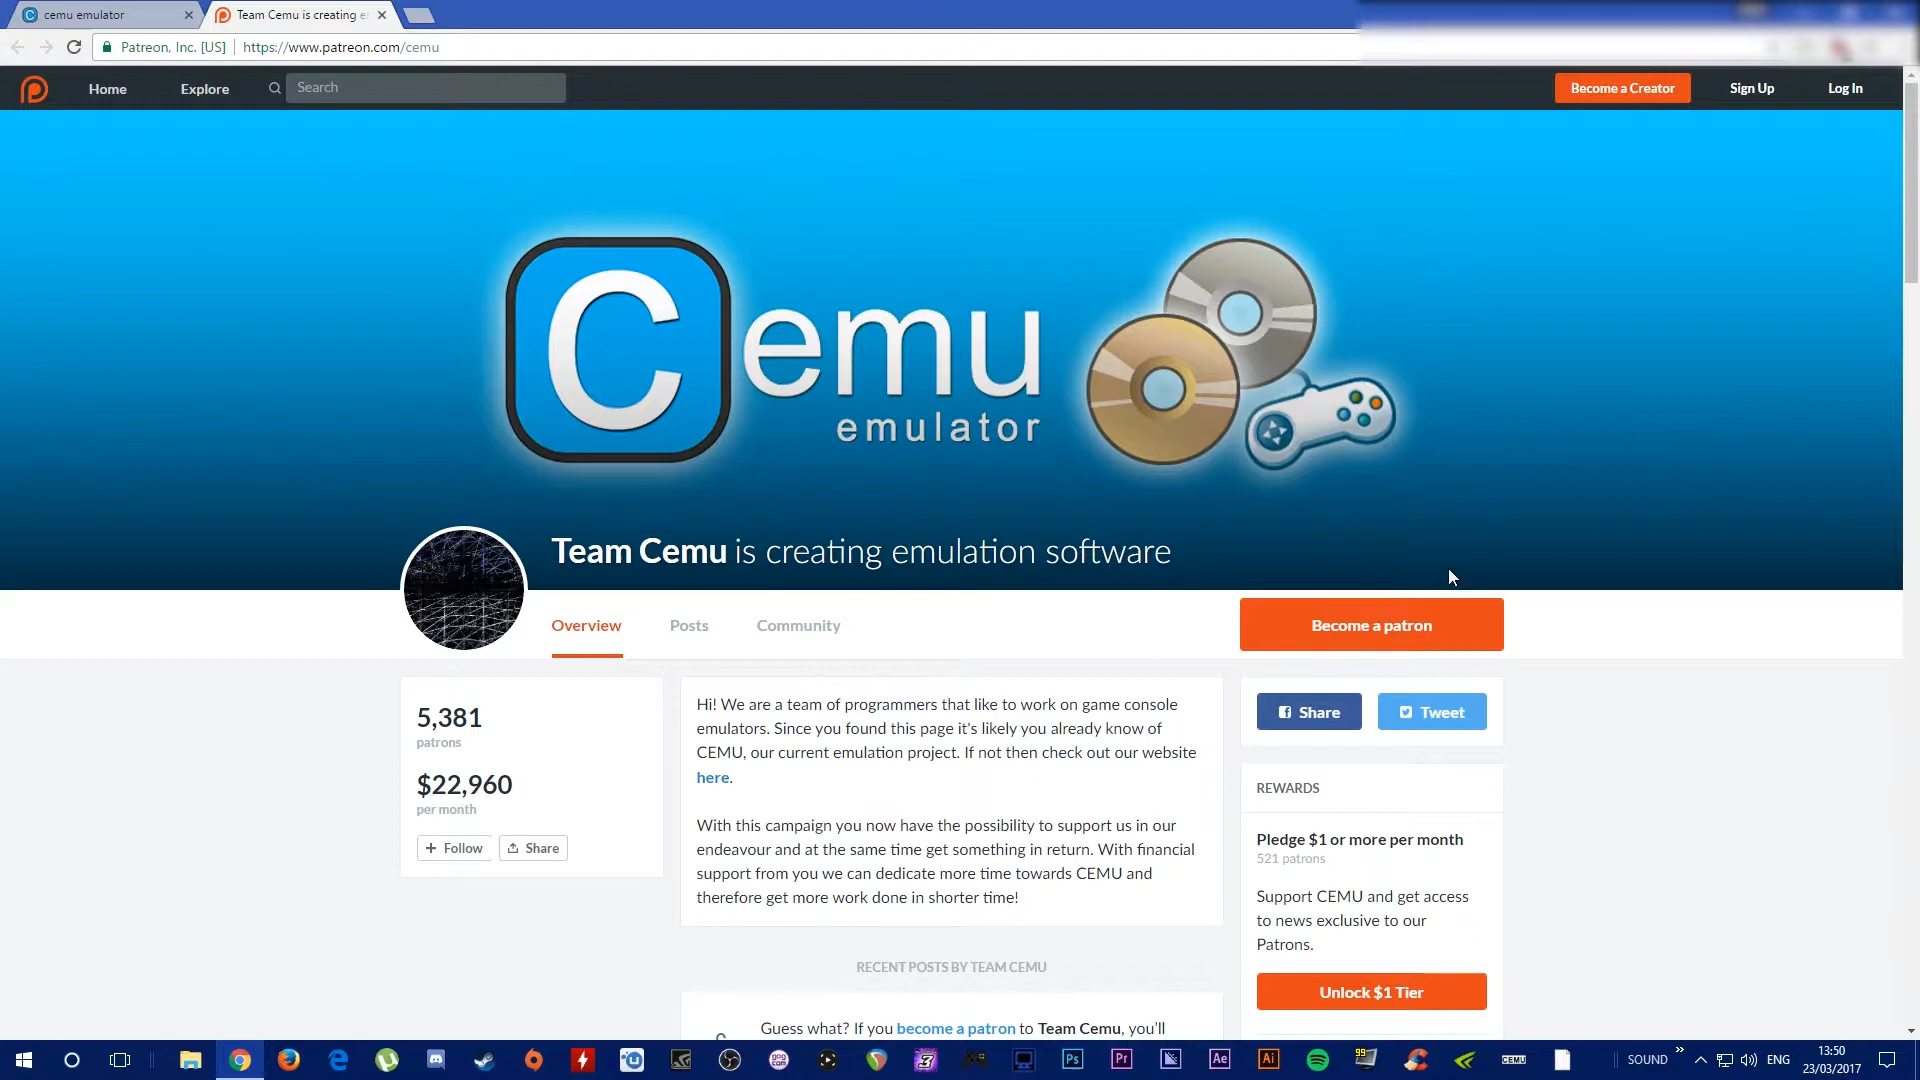 cemu emulator
Team Cemu is creating e
Patreon, Inc. [US]
https://www.patreon.com/cemu
Home
Explore
Search
Become a Creator
Sign Up
Log In
Cemu
emulator
Team Cemu is creating emulation software
Overview
Posts
Community
Become a patron
5,381
patrons
$22,960
per month
+ Follow
Share
Hi! We are a team of programmers that like to work on game console
emulators. Since you found this page it's likely you already know of
CEMU, our current emulation project. If not then check out our website
here.
With this campaign you now have the possibility to support us in our
endeavour and at the same time get something in return. With financial
support from you we can dedicate more time towards CEMU and
therefore get more work done in shorter time!
RECENT POSTS BY TEAM CEMU
Guess what? If you become a patron to Team Cemu, you'll
Share
Tweet
REWARDS
Pledge $1 or more per month
521 patrons
Support CEMU and get access
to news exclusive to our
Patrons.
Unlock $1 Tier
gog
com
Ps
Pr
Ae
Ai
99
CEMU
SOUND
ENG
13:50
23/03/2017